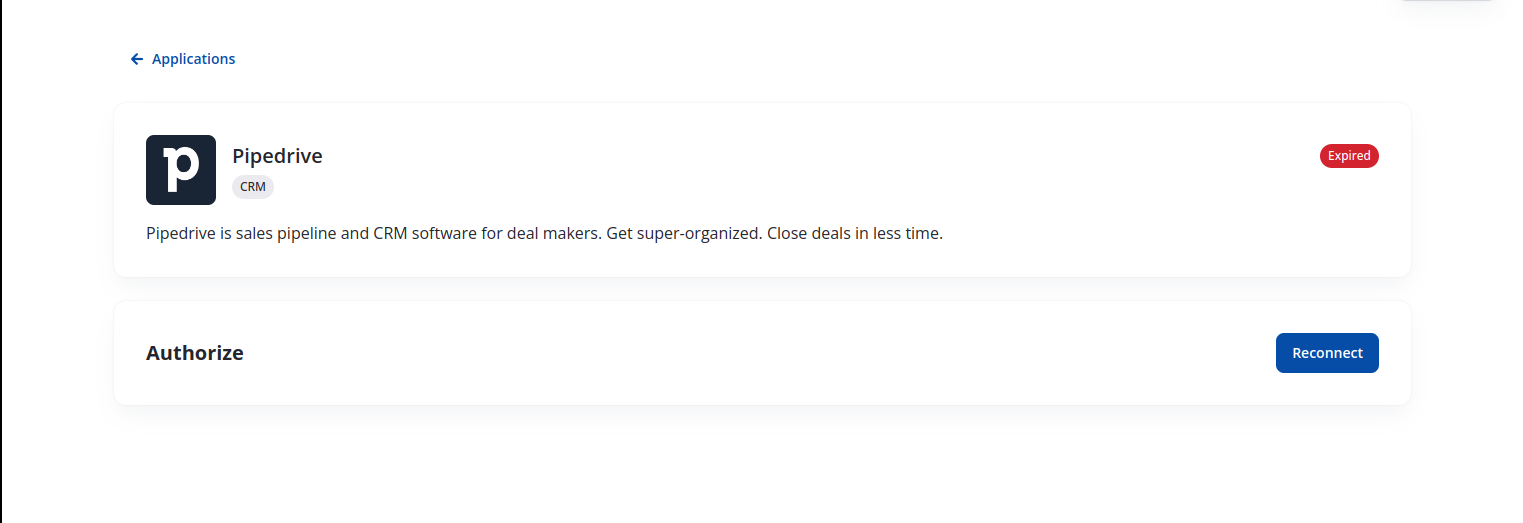 Applications
Pipedrive
Expired
CRM
Pipedrive is sales pipeline and CRM software for deal makers. Get super-organized. Close deals in less time.
Authorize
Reconnect